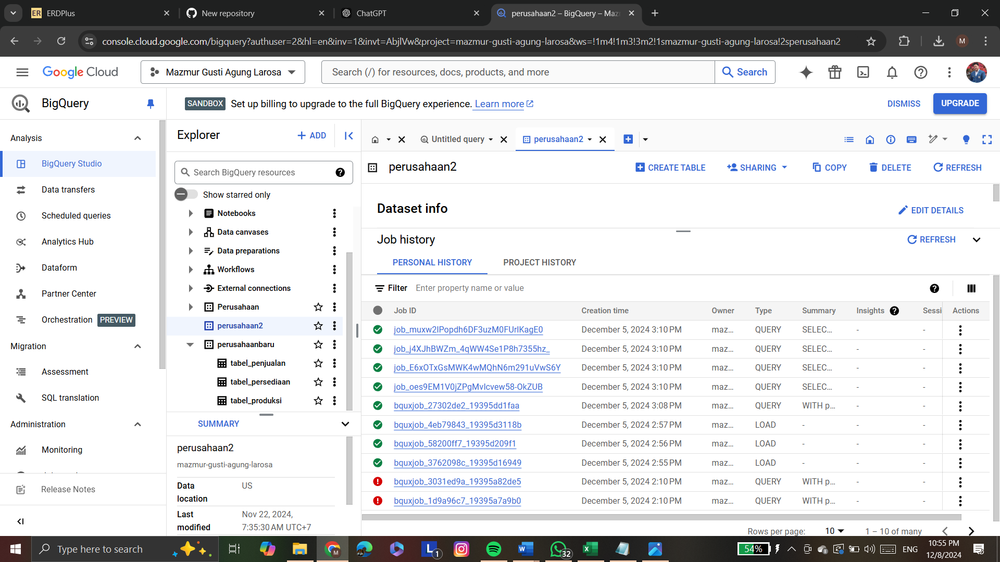 ERDPlus
New repository
ChatGPT
perusahaan2 – BigQuery – Maz
console.cloud.google.com/bigquery?authuser=2&hl=en&inv=1&invt=AbjlVw&project=mazmur-gusti-agung-larosa&ws=!1m4!1m3!3m2!1smazmur-gusti-agung-larosa!2sperusahaan2
M
Google Cloud
Mazmur Gusti Agung Larosa
Search (/) for resources, docs, products, and more
Search
BigQuery
SANDBOX Set up billing to upgrade to the full BigQuery experience. Learn more
DISMISS
UPGRADE
Analysis
BigQuery Studio
Data transfers
Scheduled queries
Analytics Hub
Dataform
Partner Center
Orchestration PREVIEW
Migration
Assessment
SQL translation
Administration
Monitoring
Release Notes
Explorer
ADD
Search BigQuery resources
Show starred only
Notebooks
Data canvases
Data preparations
Workflows
External connections
Perusahaan
perusahaan2
perusahaanbaru
tabel_penjualan
tabel_persediaan
tabel_produksi
SUMMARY
perusahaan2
mazmur-gusti-agung-larosa
Data location US
Last modified Nov 22, 2024, 7:35:30 AM UTC+7
Untitled query
perusahaan2
perusahaan2
CREATE TABLE
SHARING
COPY
DELETE
REFRESH
Dataset info
EDIT DETAILS
Job history
REFRESH
PERSONAL HISTORY
PROJECT HISTORY
Filter Enter property name or value
Job ID Creation time Owner Type Summary Insights Sessi Actions
job_muxw2lPopdh6DF3uzM0FUrlKagE0 December 5, 2024 3:10 PM maz... QUERY SELEC... - -
job_j4XJhBWZm_4qWW4Se1P8h7355hz_ December 5, 2024 3:10 PM maz... QUERY SELEC... - -
job_E6xOTxGsMWK4wMQhN6m291uVwS6Y December 5, 2024 3:10 PM maz... QUERY SELEC... - -
job_oes9EM1V0jZPgMvlcvew58-OkZUB December 5, 2024 3:10 PM maz... QUERY SELEC... - -
bquxjob_27302de2_19395dd1faa December 5, 2024 3:08 PM maz... QUERY WITH p... - -
bquxjob_4eb79843_19395d3118b December 5, 2024 2:57 PM maz... LOAD - - -
bquxjob_58200ff7_19395d209f1 December 5, 2024 2:56 PM maz... LOAD - - -
bquxjob_3762098c_19395d16949 December 5, 2024 2:55 PM maz... LOAD - - -
bquxjob_3031ed9a_19395a82de5 December 5, 2024 2:10 PM maz... QUERY WITH p... - -
bquxjob_1d9a96c7_19395a7a9b0 December 5, 2024 2:10 PM maz... QUERY WITH p... - -
Rows per page: 10 1 – 10 of many
Type here to search
1
32
54%
ENG
10:55 PM
12/8/2024